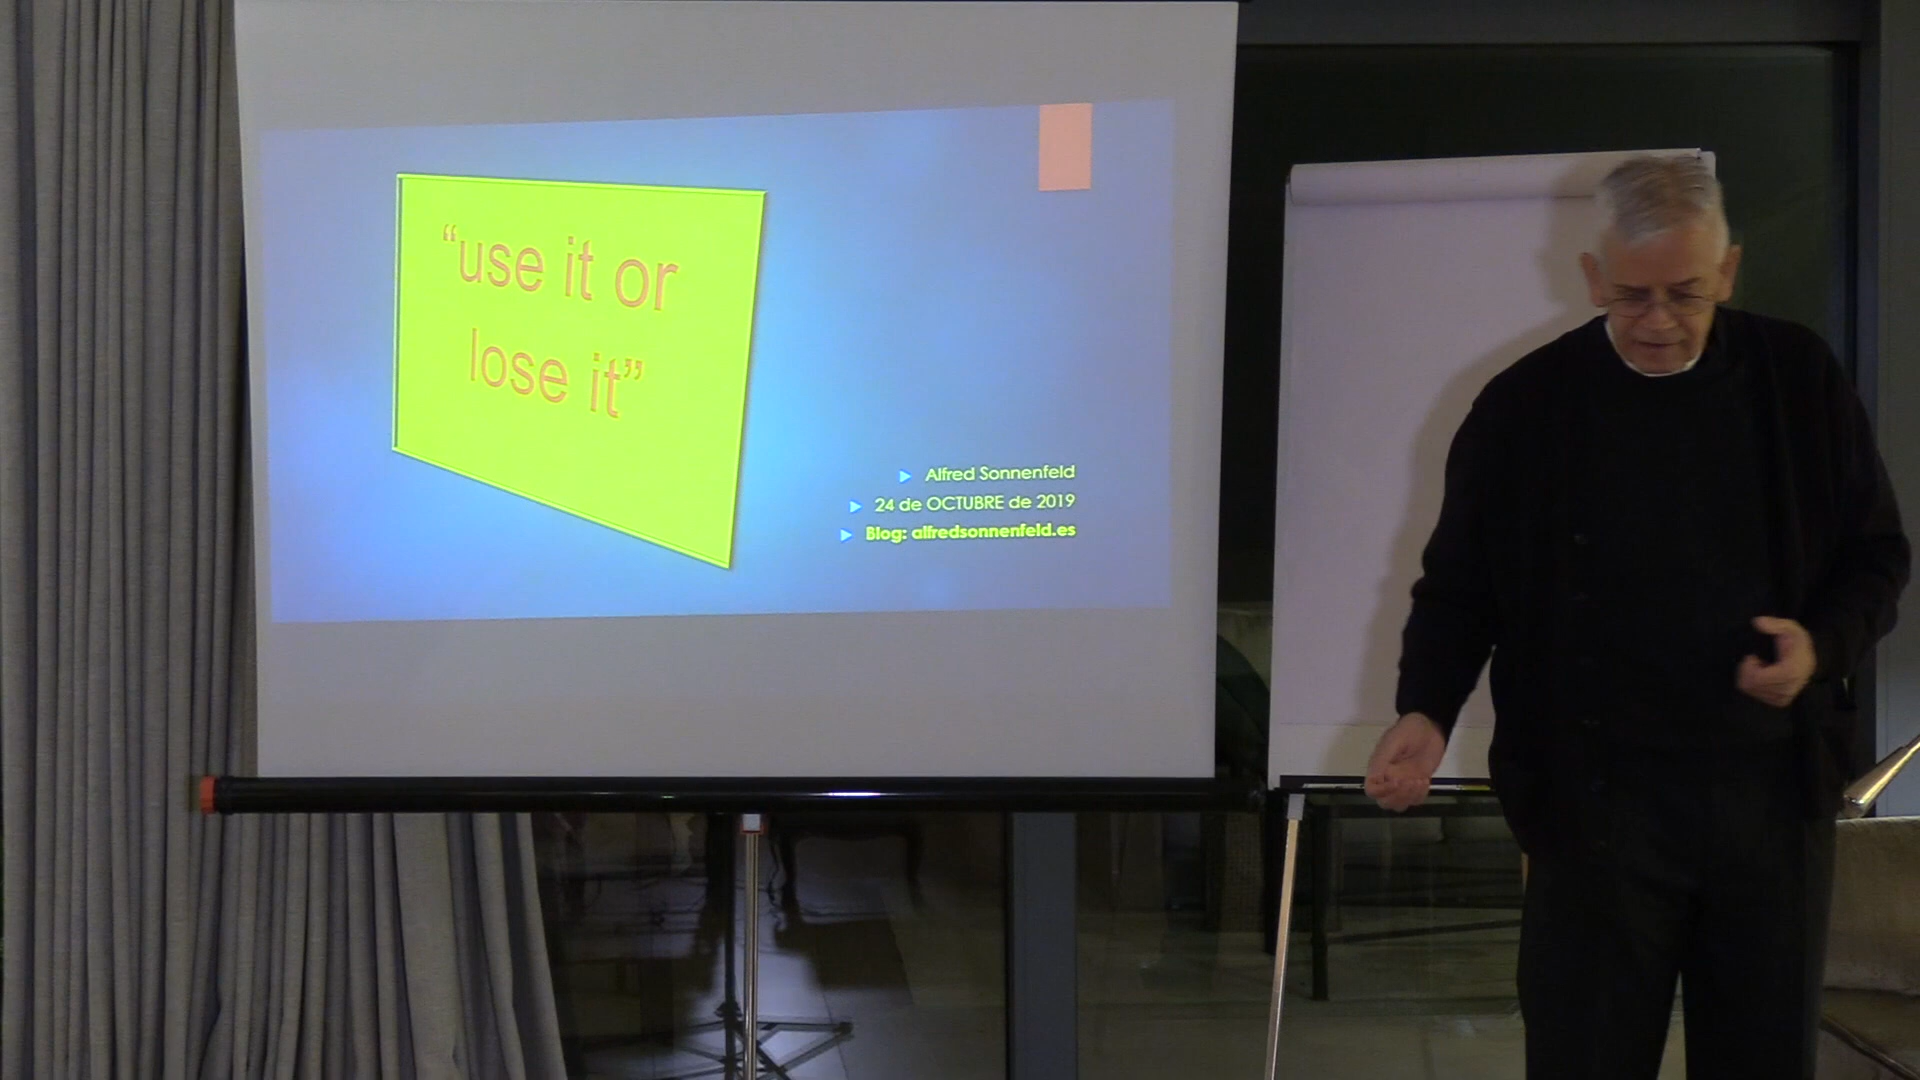 “use it or
lose it”
Alfred Sonnenfeld
24 de OCTUBRE de 2019
Blog: alfredsonnenfeld.es